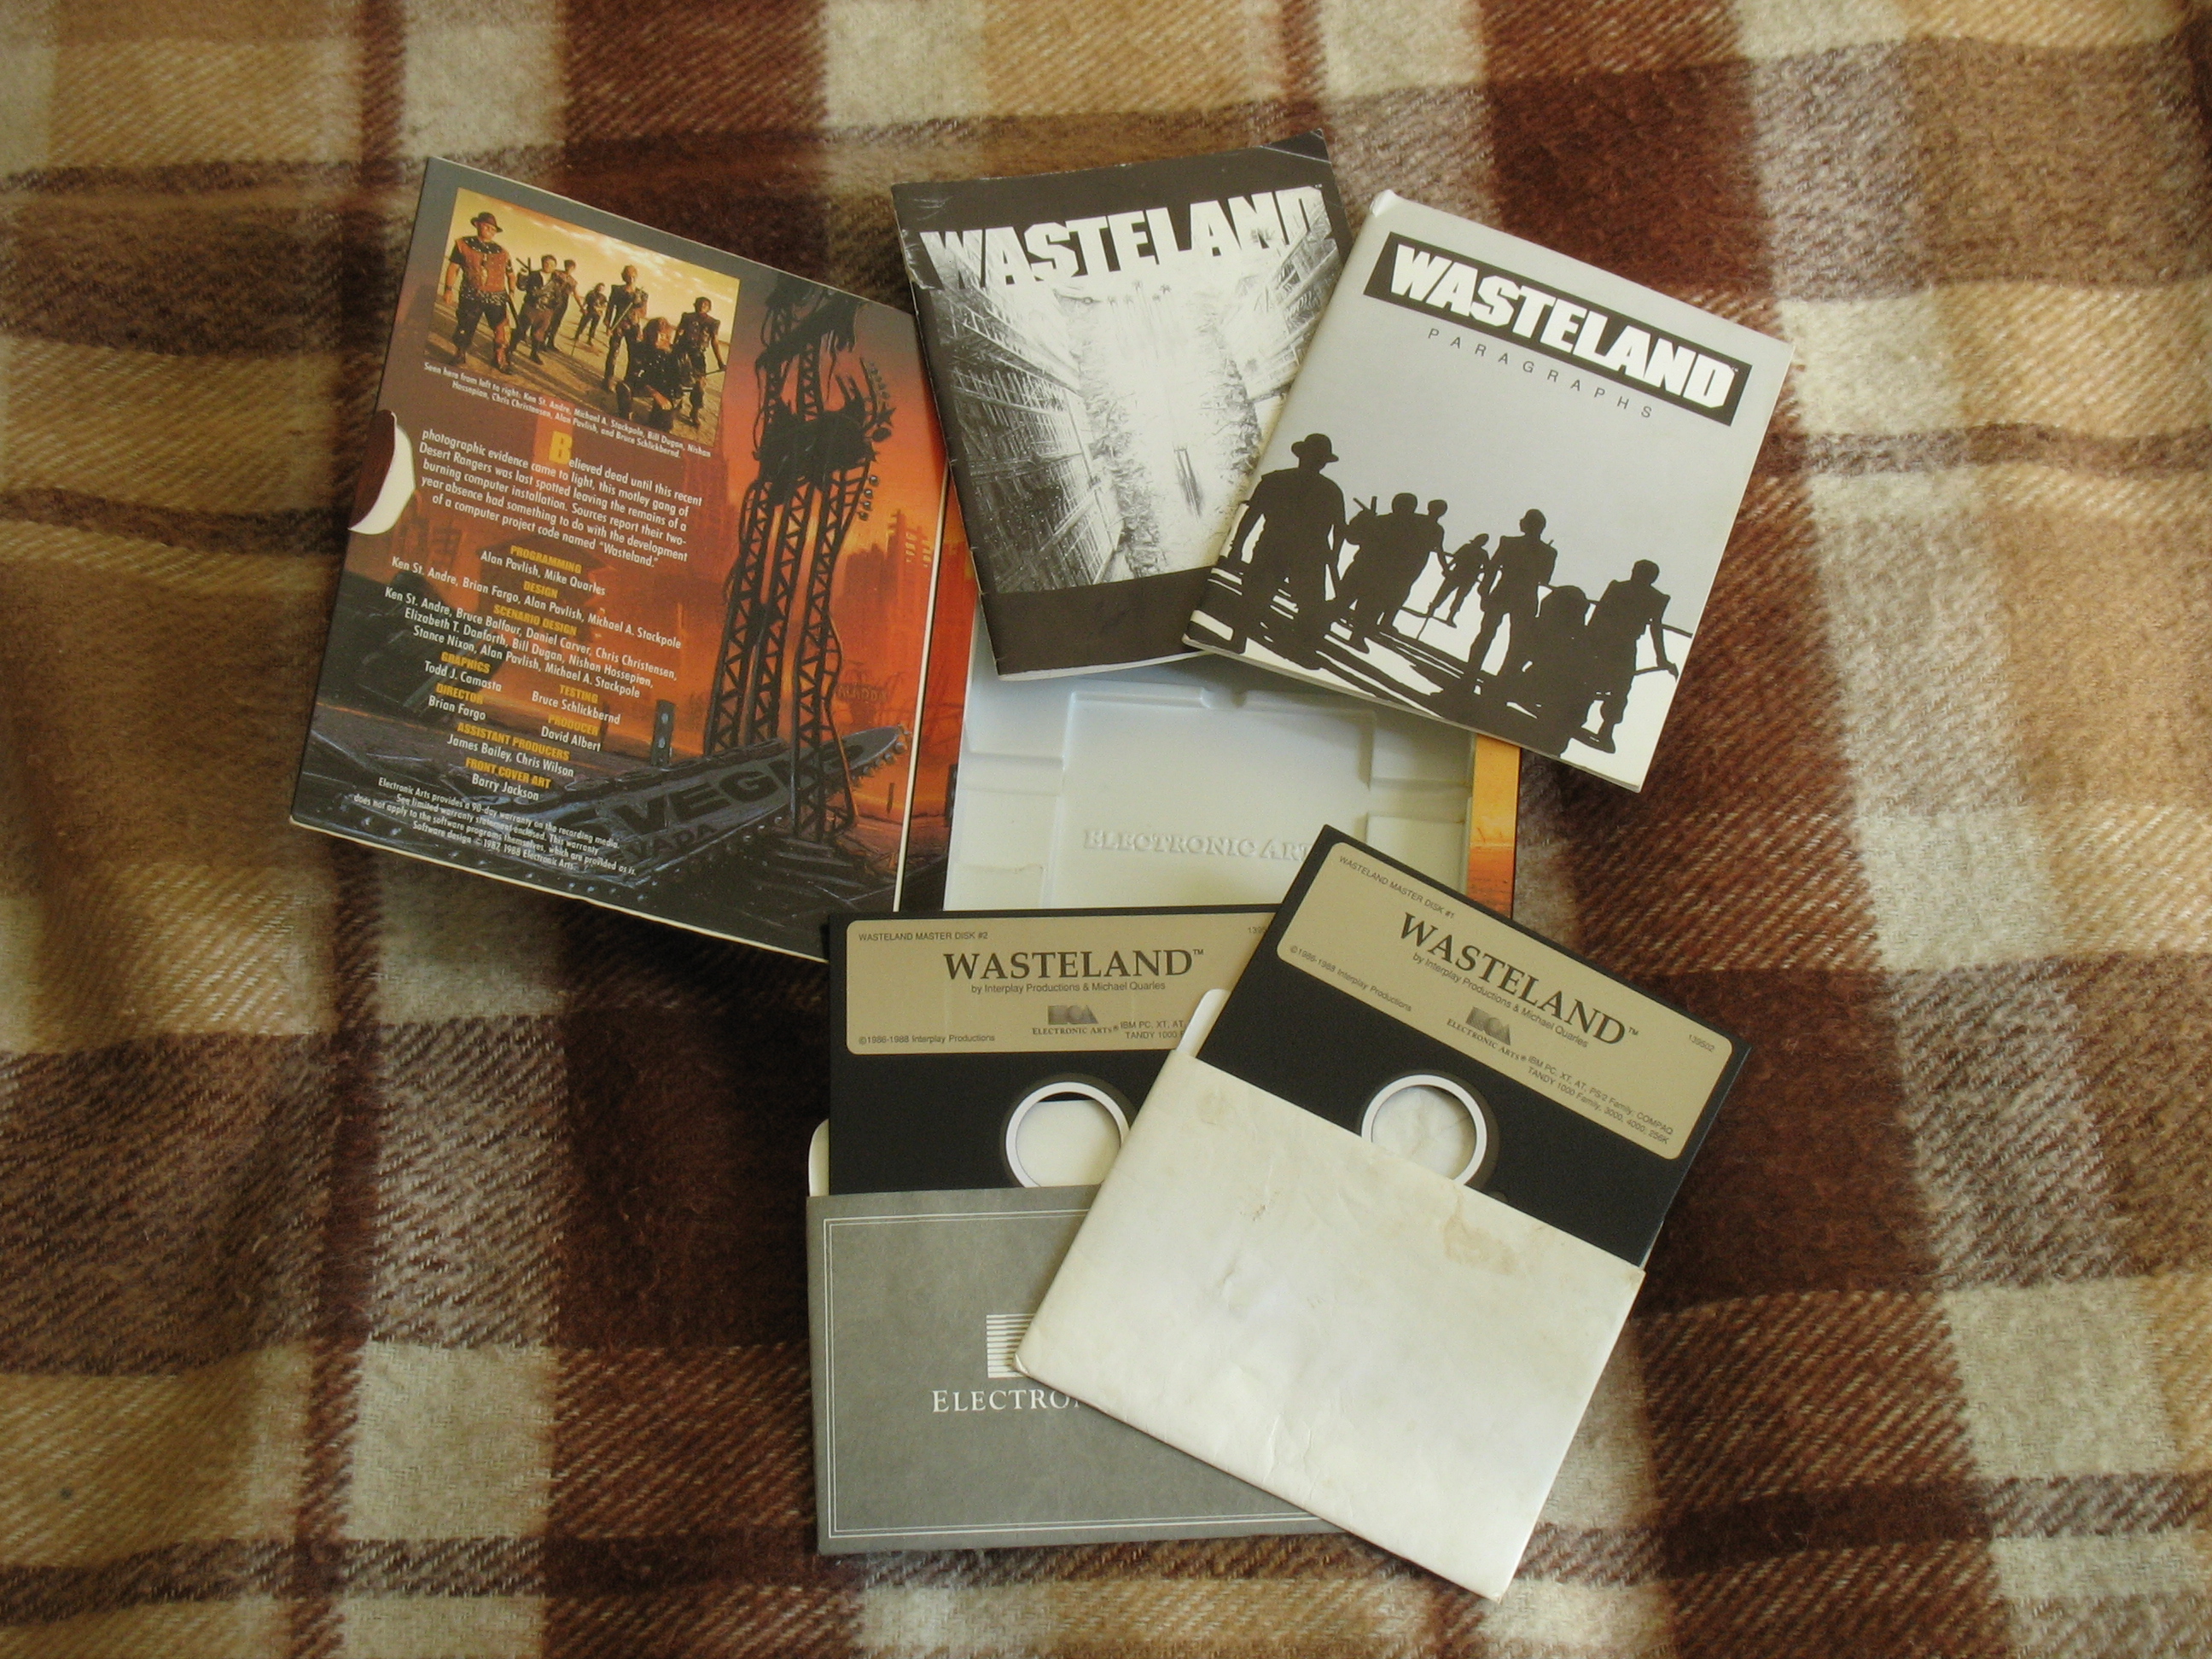 Seen here from left to right: Ken St. Andre, Michael A. Stackpole, Bill Dugan, Nishan
Hossepian, Chris Christensen, Alan Pavlish, and Bruce Schlickbernd.
Believed dead until this recent
photographic evidence came to light, this motley gang of
Desert Rangers was last spotted leaving the remains of a
burning computer installation. Sources report their two-
year absence had something to do with the development
of a computer project code named "Wasteland."
PROGRAMMING
Alan Pavlish, Mike Quarles
DESIGN
Ken St. Andre, Brian Fargo, Alan Pavlish, Michael A. Stackpole
SCENARIO DESIGN
Ken St. Andre, Bruce Balfour, Daniel Carver, Chris Christensen,
Elizabeth T. Danforth, Bill Dugan, Nishan Hossepian,
Stance Nixon, Alan Pavlish, Michael A. Stackpole
GRAPHICS
Todd J. Camasta
TESTING
Bruce Schlickbernd
DIRECTOR
Brian Fargo
PRODUCER
David Albert
ASSISTANT PRODUCERS
James Bailey, Chris Wilson
FRONT COVER ART
Barry Jackson
Electronic Arts provides a 90-day warranty on the recording media.
See limited warranty statement enclosed. This warranty
does not apply to the software programs themselves, which are provided as is.
Software design © 1987, 1988 Electronic Arts
VEGA
VADA
WASTELAND
WASTELAND™
PARAGRAPHS
ELECTRONIC ART
WASTELAND MASTER DISK #2
WASTELAND™
by Interplay Productions & Michael Quarles
ELECTRONIC ARTS®
IBM PC, XT, AT,
TANDY 1000
©1986-1988 Interplay Productions
WASTELAND MASTER DISK #1
WASTELAND™
by Interplay Productions & Michael Quarles
©1986-1988 Interplay Productions
139502
ELECTRONIC ARTS®
IBM PC, XT, AT, PS/2 Family, COMPAQ
TANDY 1000 Family, 3000, 4000, 256K
ELECTRO